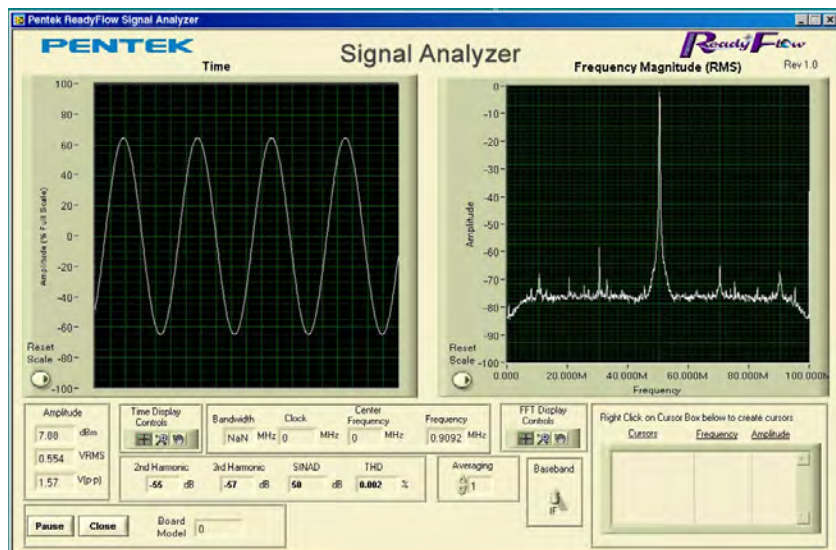 Pentek ReadyFlow Signal Analyzer
PENTEK
Signal Analyzer
ReadyFlow
Time
Frequency Magnitude (RMS)
Rev 1.0
100
80
60
40
20
0
-20
-40
-60
-80
-100
Amplitude (% Full Scale)
Reset
Scale
0
-10
-20
-30
-40
-50
-60
-70
-80
-90
-100
Amplitude
Reset
Scale
0.000
20.000M
40.000M
60.000M
80.000M
100.000M
Frequency
Amplitude
7.88 dBm
0.554 VRMS
1.57 V(p-p)
Time Display
Controls
Bandwidth
NaN MHz
Clock
0 MHz
Center
Frequency
0 MHz
Frequency
0.9092 MHz
FFT Display
Controls
2nd Harmonic
-55 dB
3rd Harmonic
-57 dB
SINAD
50 dB
THD
0.002 %
Averaging
1
Baseband
IF
Right Click on Cursor Box below to create cursors
Cursors
Frequency
Amplitude
Pause
Close
Board
Model
0